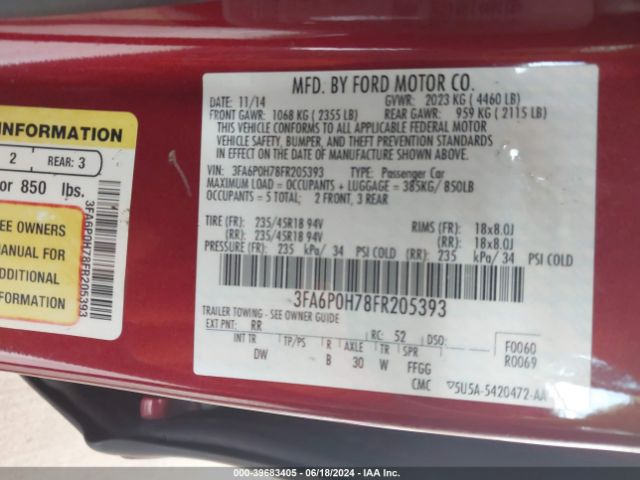 INFORMATION
2 REAR: 3
or 850 lbs.
EE OWNERS
ANUAL FOR
DDITIONAL
FORMATION
3FA6P0H78FR205393
MFD. BY FORD MOTOR CO.
DATE: 11/14 GVWR: 2023 KG ( 4460 LB)
FRONT GAWR: 1068 KG ( 2355 LB) REAR GAWR: 959 KG ( 2115 LB)
THIS VEHICLE CONFORMS TO ALL APPLICABLE FEDERAL MOTOR
VEHICLE SAFETY, BUMPER, AND THEFT PREVENTION STANDARDS
IN EFFECT ON THE DATE OF MANUFACTURE SHOWN ABOVE.
VIN: 3FA6P0H78FR205393 TYPE: Passenger Car
MAXIMUM LOAD = OCCUPANTS + LUGGAGE = 385KG/ 850LB
OCCUPANTS = 5 TOTAL; 2 FRONT, 3 REAR
TIRE (FR): 235/45R18 94V RIMS (FR): 18x8.0J
(RR): 235/45R18 94V (RR): 18x8.0J
PRESSURE (FR): 235 kPa/ 34 PSI COLD (RR): 235 kPa/ 34 PSI COLD
3FA6P0H78FR205393
TRAILER TOWING - SEE OWNER GUIDE
EXT PNT: RR RC: 52 DSO: F0060
INT TR TP/PS R AXLE TR SPR R0069
DW B 30 W FFGG
CMC 5U5A-5420472-AA
000-39683405 - 06/18/2024 - IAA Inc.